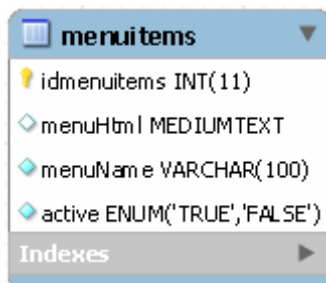 menuitems
idmenuitems INT(11)
menuHtml MEDIUMTEXT
menuName VARCHAR(100)
active ENUM('TRUE','FALSE')
Indexes